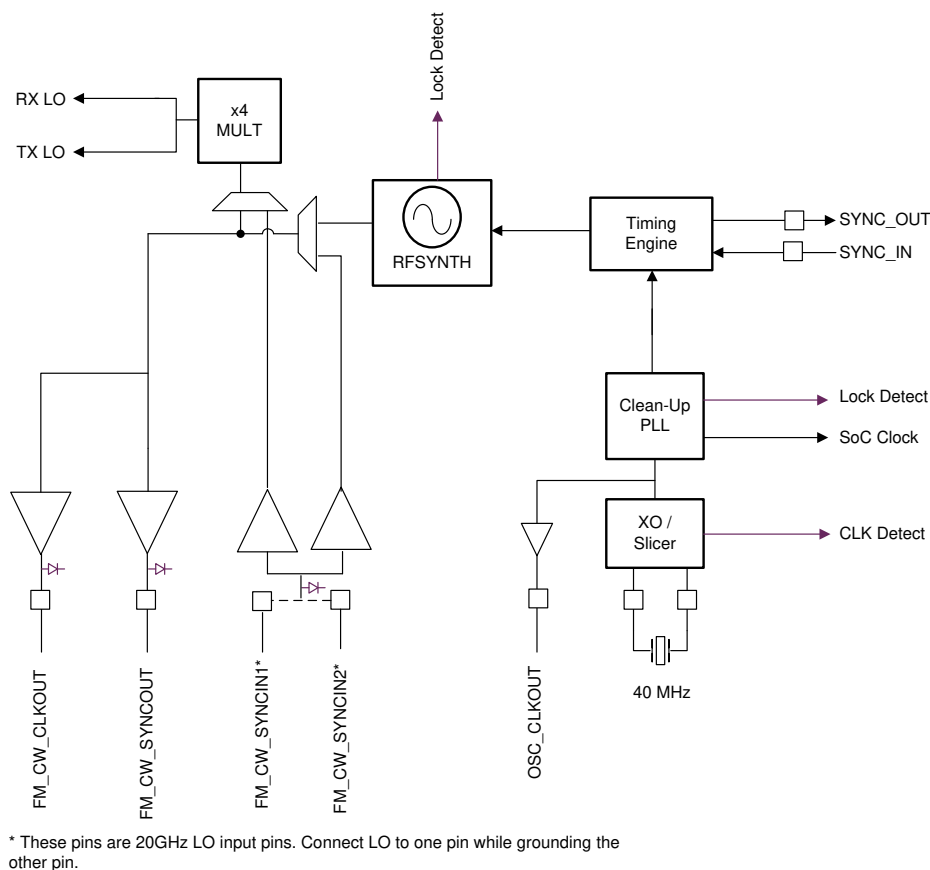 Lock Detect
RX LO
TX LO
x4
MULT
RFSYNTH
Timing
Engine
SYNC_OUT
SYNC_IN
Clean-Up
PLL
Lock Detect
SoC Clock
XO /
Slicer
CLK Detect
40 MHz
FM_CW_CLKOUT
FM_CW_SYNCOUT
FM_CW_SYNCIN1*
FM_CW_SYNCIN2*
OSC_CLKOUT
* These pins are 20GHz LO input pins. Connect LO to one pin while grounding the
other pin.